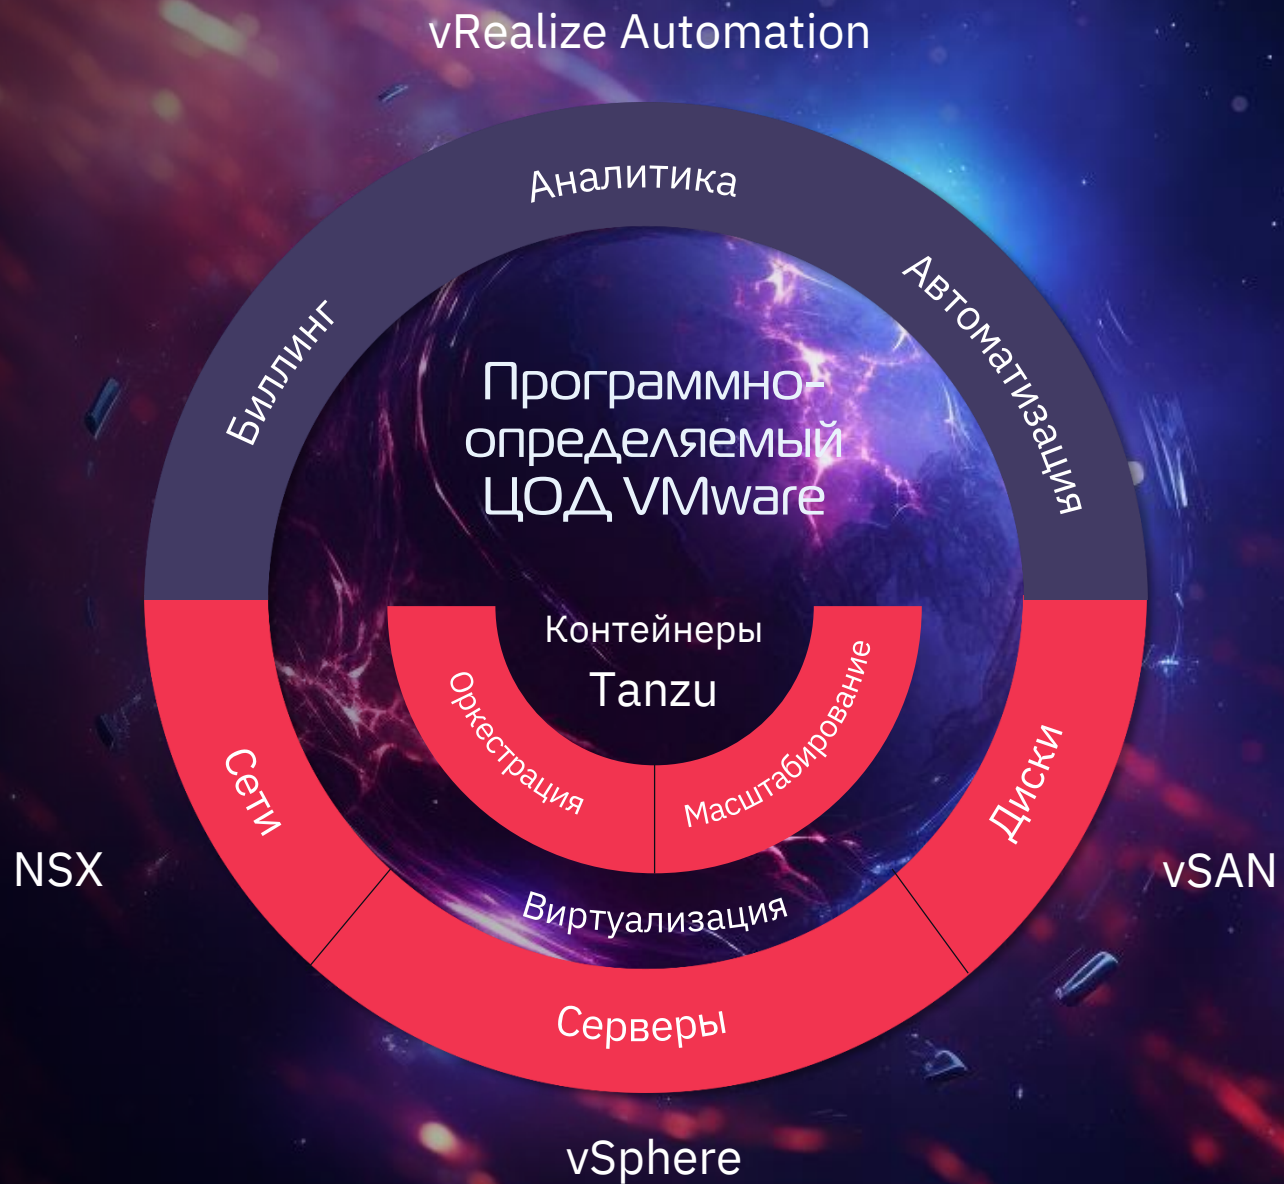 vRealize Automation
Аналитика
Автоматизация
Биллинг
Программно-
определяемый
ЦОД VMware
Контейнеры
Tanzu
Оркестрация
Масштабирование
Сети
Диски
NSX
vSAN
Виртуализация
Серверы
vSphere